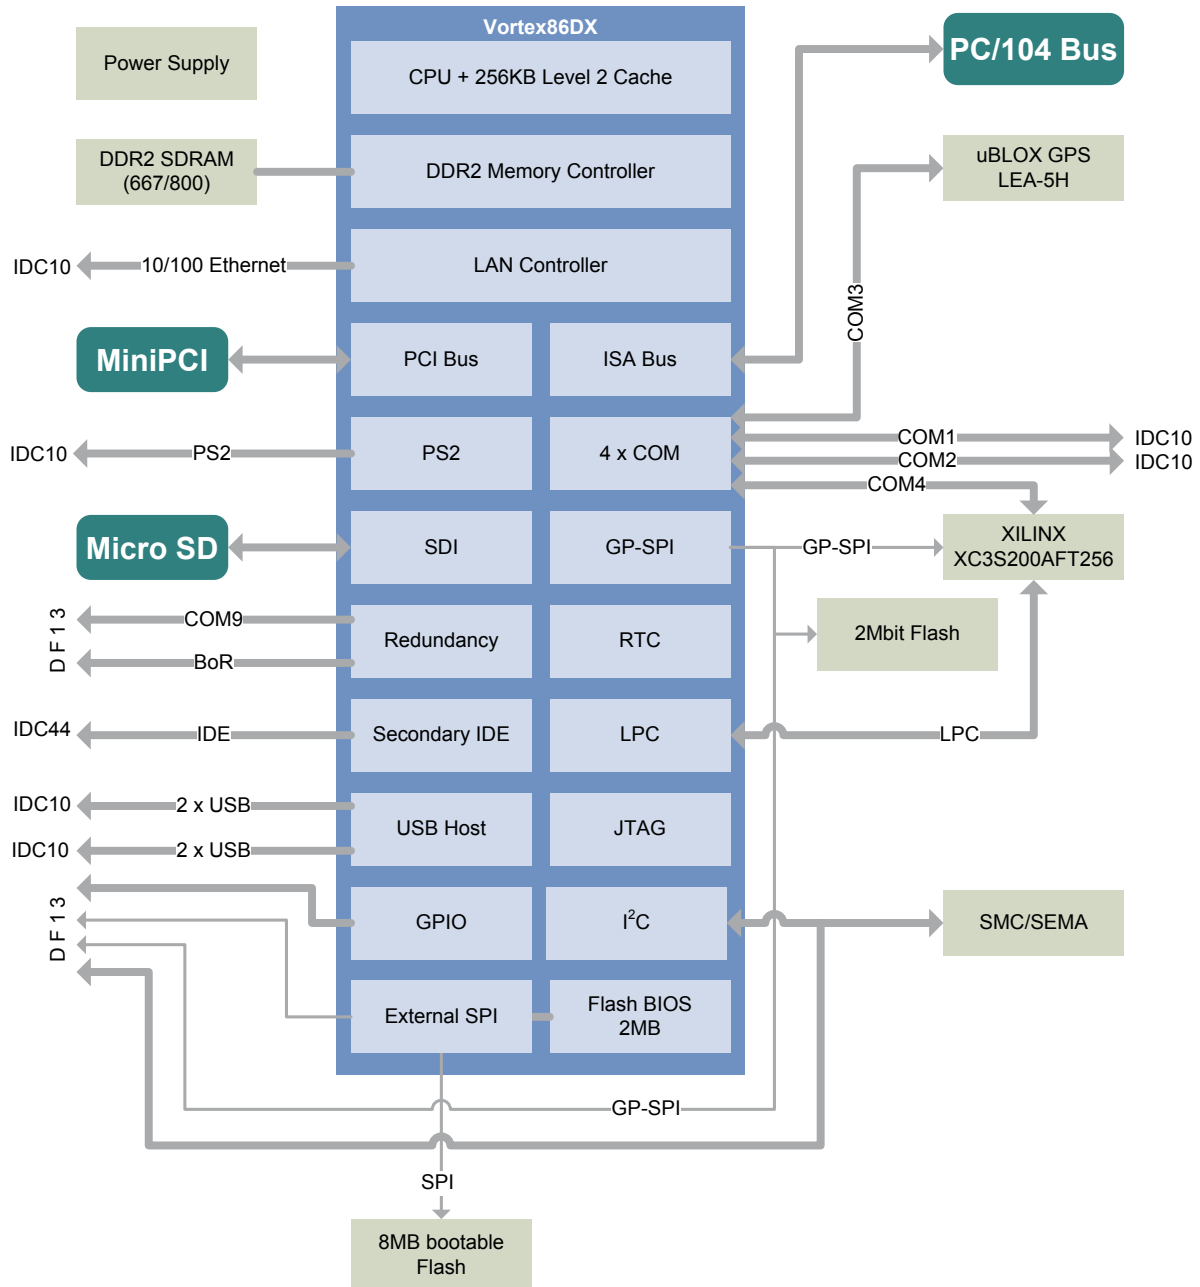 Vortex86DX
Power Supply
CPU + 256KB Level 2 Cache
PC/104 Bus
DDR2 SDRAM
(667/800)
DDR2 Memory Controller
uBLOX GPS
LEA-5H
IDC10
10/100 Ethernet
LAN Controller
COM3
MiniPCI
PCI Bus
ISA Bus
IDC10
PS2
PS2
4 x COM
COM1
IDC10
COM2
IDC10
COM4
Micro SD
SDI
GP-SPI
GP-SPI
XILINX
XC3S200AFT256
DF13
COM9
BoR
Redundancy
RTC
2Mbit Flash
IDC44
IDE
Secondary IDE
LPC
LPC
IDC10
2 x USB
USB Host
JTAG
IDC10
2 x USB
DF13
GPIO
I²C
SMC/SEMA
External SPI
Flash BIOS
2MB
GP-SPI
SPI
8MB bootable
Flash